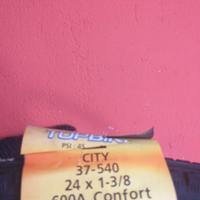 TOPBIKE
PSI : 45
CITY
37-540
24 x 1-3/8
600A Confort